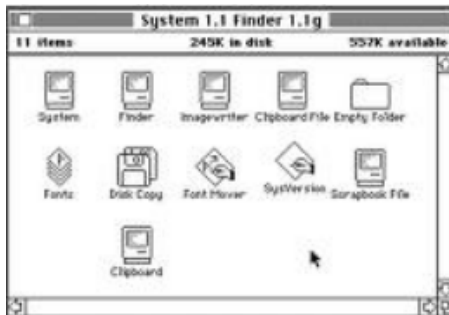 System 1.1 Finder 1.1g
11 items 245K in disk 557K available
System Finder Imagewriter Clipboard File Empty Folder
Fonts Disk Copy Font Mover SysVersion Scrapbook File
Clipboard